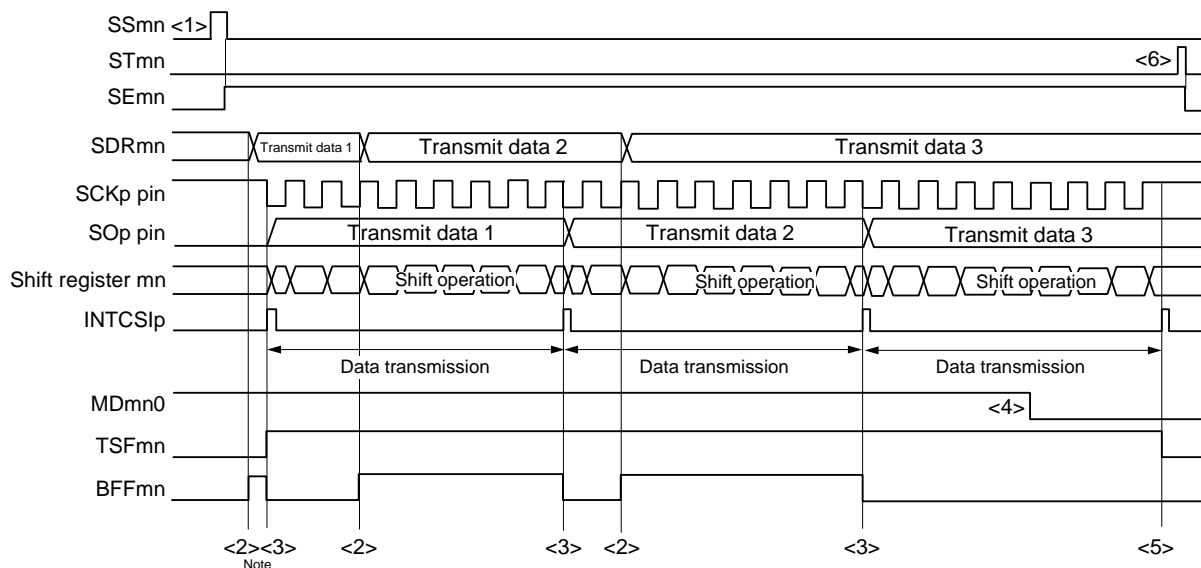 SSmn <1>
STmn <6>
SEmn
SDRmn Transmit data 1 Transmit data 2 Transmit data 3
SCKp pin
SOp pin Transmit data 1 Transmit data 2 Transmit data 3
Shift register mn Shift operation Shift operation Shift operation
INTCSIp
Data transmission Data transmission Data transmission
MDmn0 <4>
TSFmn
BFFmn
<2> <3> <2> <3> <2> <3> <5>
Note